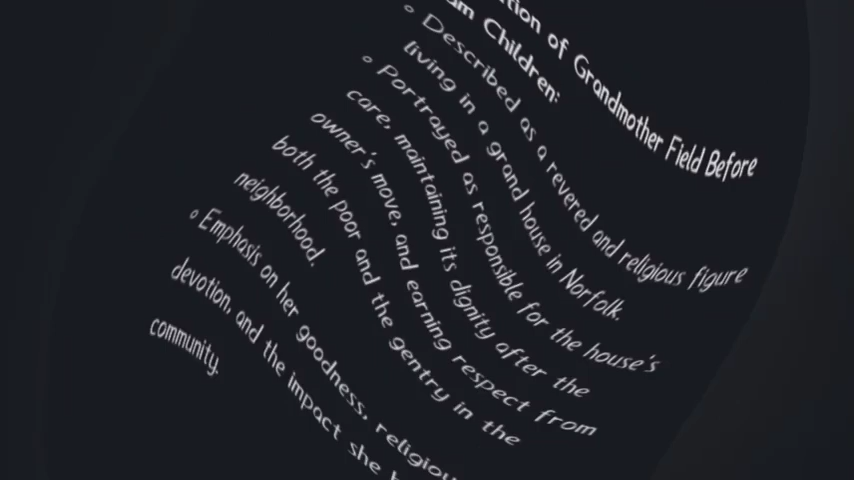 tion of Grandmother Field Before
am Children:
o Described as a revered and religious figure
living in a grand house in Norfolk.
o Portrayed as responsible for the house's
care, maintaining its dignity after the
owner's move, and earning respect from
both the poor and the gentry in the
neighborhood.
o Emphasis on her goodness, religiou
devotion, and the impact she
community.